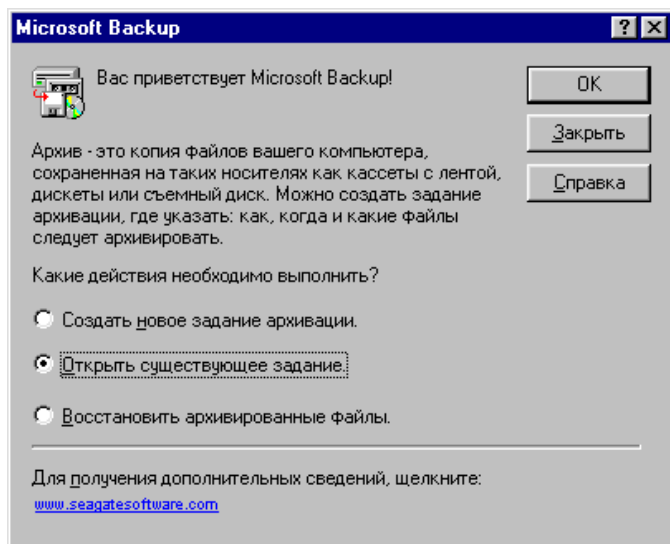 Microsoft Backup
Вас приветствует Microsoft Backup!
OK
Закрыть
Справка
Архив - это копия файлов вашего компьютера,
сохраненная на таких носителях как кассеты с лентой,
дискеты или съемный диск. Можно создать задание
архивации, где указать: как, когда и какие файлы
следует архивировать.
Какие действия необходимо выполнить?
Создать новое задание архивации.
Открыть существующее задание.
Восстановить архивированные файлы.
Для получения дополнительных сведений, щелкните:
www.seagatesoftware.com